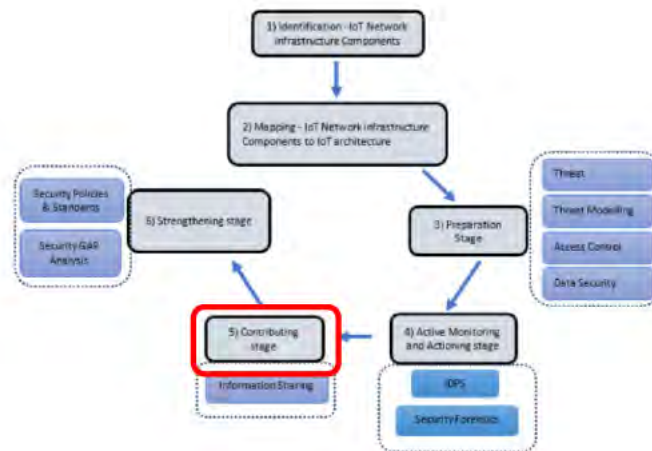 1) Identification - IoT Network
infrastructure Components
2) Mapping - IoT Network infrastructure
Components to IoT architecture
3) Preparation
Stage
Threat
Threat Modelling
Access Control
Data Security
4) Active Monitoring
and Actioning stage
IDPS
Security Forensics
5) Contributing
stage
Information Sharing
6) Strengthening stage
Security Policies
& Standards
Security GAP
Analysis